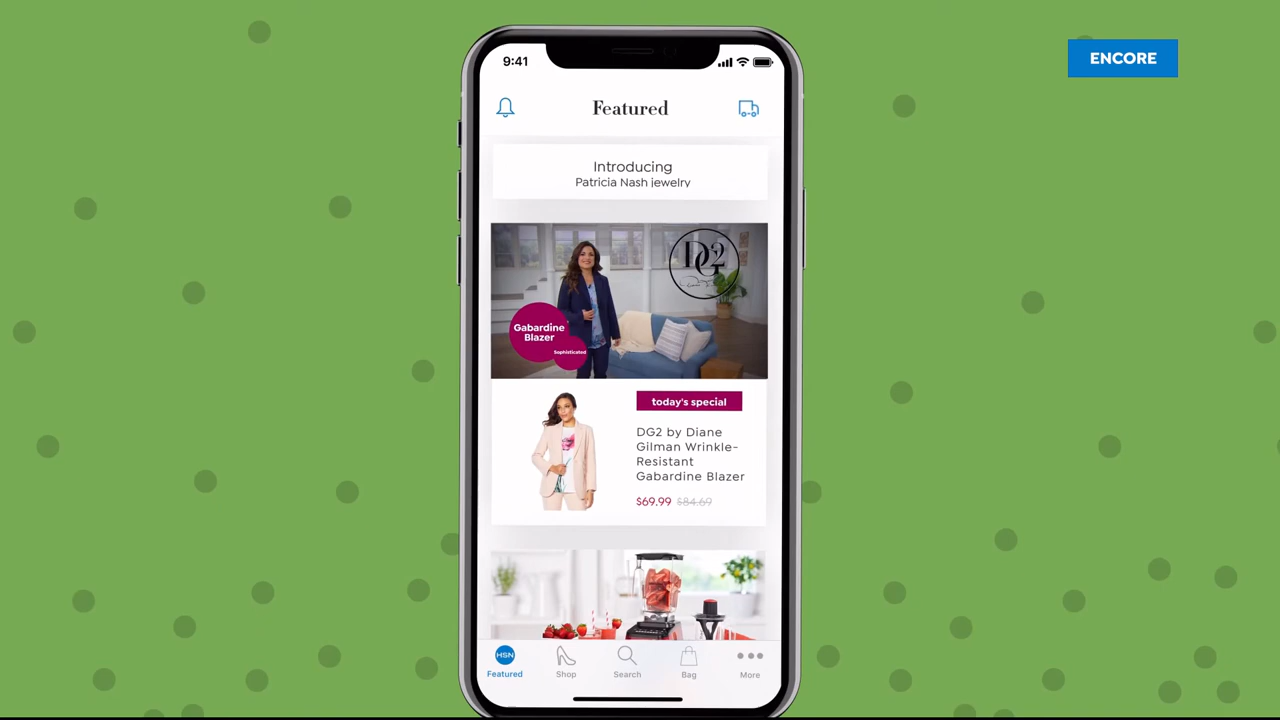 ENCORE
9:41
Featured
Introducing
Patricia Nash jewelry
DG2
Gabardine
Blazer
Sophisticated
today's special
DG2 by Diane
Gilman Wrinkle-
Resistant
Gabardine Blazer
$69.99 $84.69
HSN
Featured
Shop
Search
Bag
More